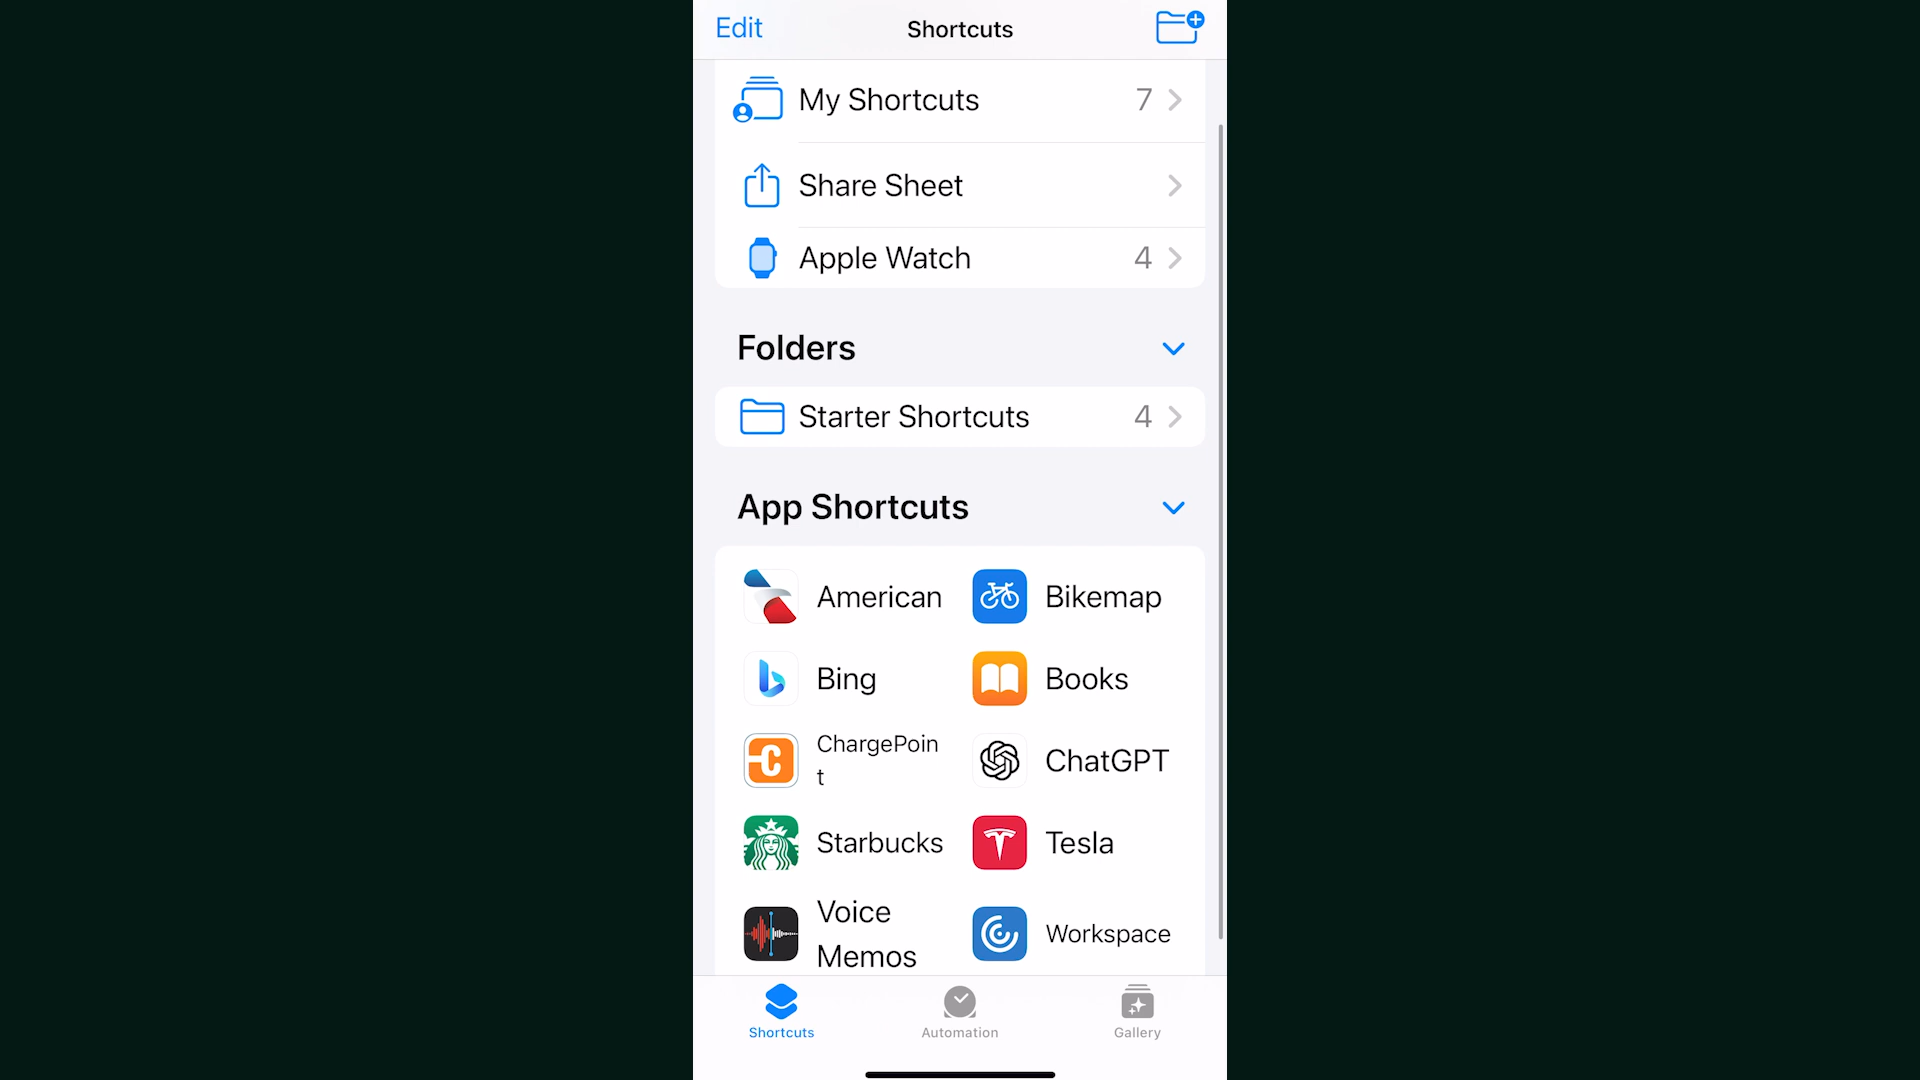 Edit
Shortcuts
My Shortcuts 7
Share Sheet
Apple Watch 4
Folders
Starter Shortcuts 4
App Shortcuts
American Bikemap
Bing Books
ChargePoin
t
ChatGPT
Starbucks Tesla
Voice
Memos
Workspace
Shortcuts Automation Gallery